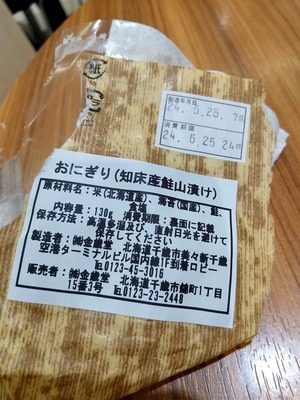 紙
製造年月日
24. 5.25. 7時
消費期限
24. 5.25 24時
おにぎり(知床産鮭山漬け)
原材料名：米(北海道産)、海苔(国産)、鮭、
食塩
内容量：130g 消費期限：裏面に記載
保存方法：高温多湿及び、直射日光を避けて
保存してください
製造者：㈱金鐡堂 北海道千歳市美々新千歳
空港ターミナルビル国内線1F到着ロビー
℡0123-45-3016
販売者：㈱金鐡堂 北海道千歳市錦町1丁目
15番3号 ℡0123-23-2448